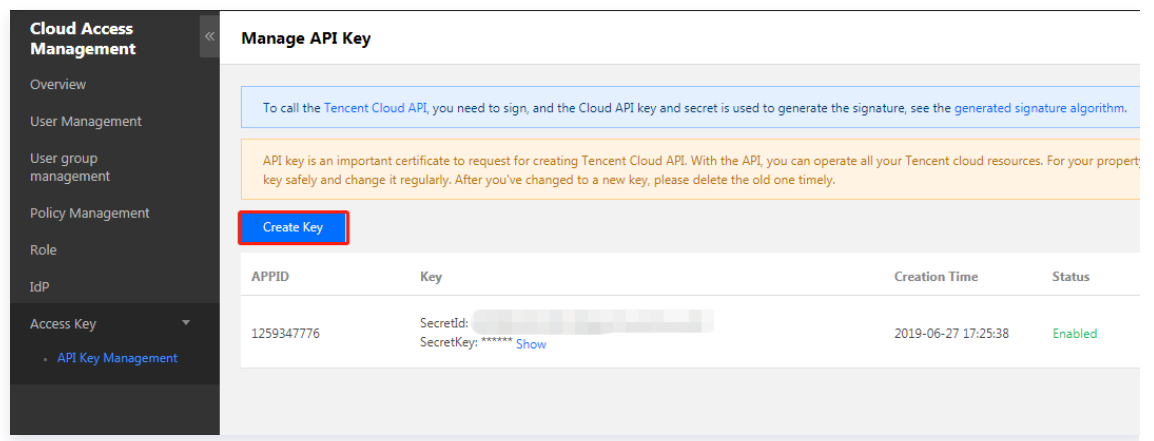 Cloud Access
Management
«
Overview
User Management
User group
management
Policy Management
Role
IdP
Access Key
API Key Management
Manage API Key
To call the Tencent Cloud API, you need to sign, and the Cloud API key and secret is used to generate the signature, see the generated signature algorithm.
API key is an important certificate to request for creating Tencent Cloud API. With the API, you can operate all your Tencent cloud resources. For your property
key safely and change it regularly. After you've changed to a new key, please delete the old one timely.
Create Key
APPID Key Creation Time Status
SecretId:
1259347776 2019-06-27 17:25:38 Enabled
SecretKey: ****** Show